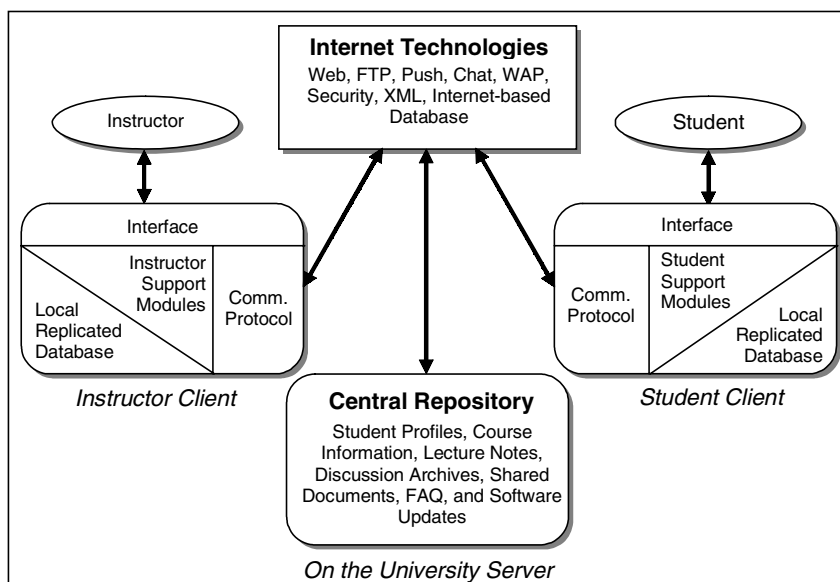 Internet Technologies
Web, FTP, Push, Chat, WAP,
Security, XML, Internet-based
Database
Instructor
Student
Interface
Instructor
Support
Modules
Local
Replicated
Database
Comm.
Protocol
Instructor Client
Interface
Comm.
Protocol
Student
Support
Modules
Local
Replicated
Database
Student Client
Central Repository
Student Profiles, Course
Information, Lecture Notes,
Discussion Archives, Shared
Documents, FAQ, and Software
Updates
On the University Server